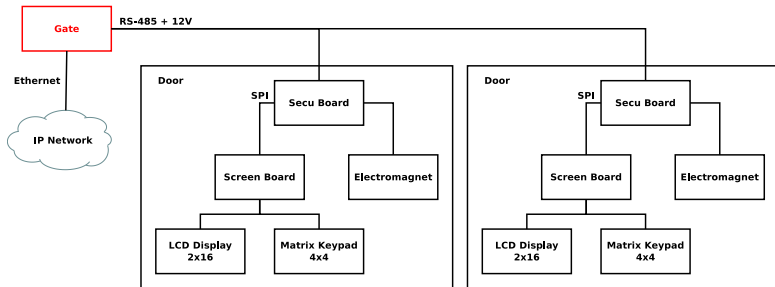 RS-485 + 12V
Gate
Ethernet
IP Network
Door
SPI
Secu Board
Screen Board
Electromagnet
LCD Display
2x16
Matrix Keypad
4x4
Door
SPI
Secu Board
Screen Board
Electromagnet
LCD Display
2x16
Matrix Keypad
4x4